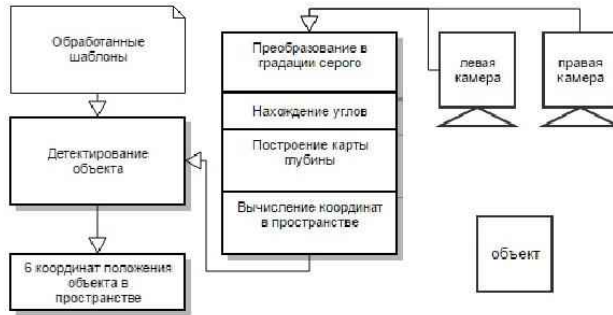 Обработанные
шаблоны
Детектирование
объекта
6 координат положения
объекта в
пространстве
Преобразование в
градации серого
Нахождение углов
Построение карты
глубины
Вычисление координат
в пространстве
левая
камера
правая
камера
объект